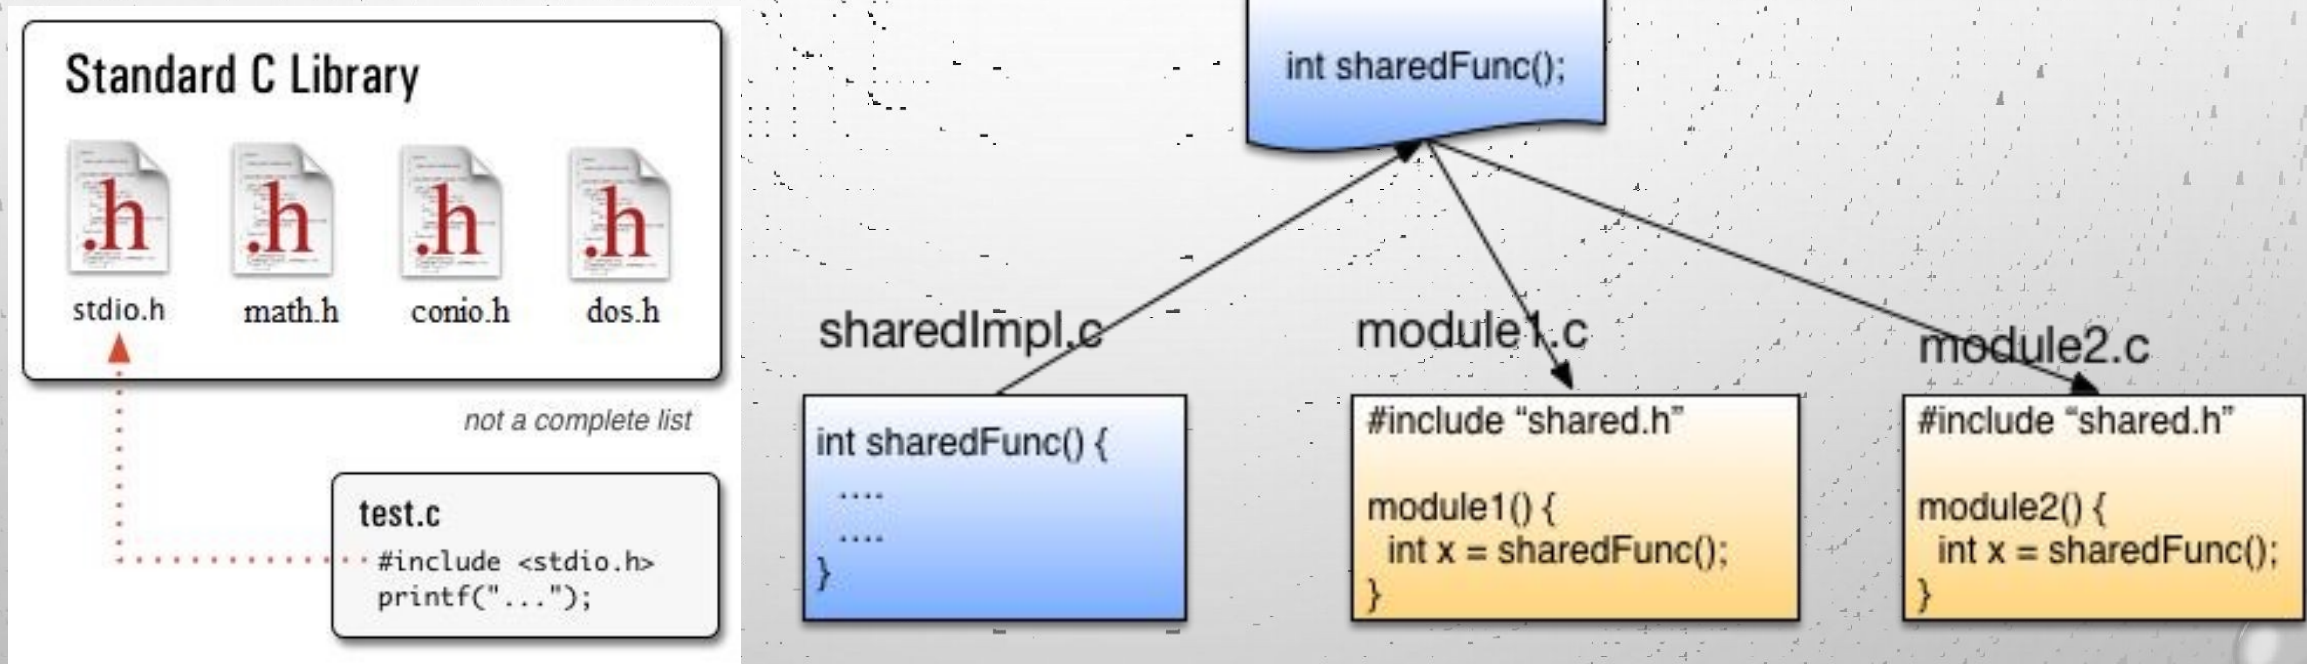 Standard C Library
.h .h .h .h
stdio.h math.h conio.h dos.h
not a complete list
test.c
#include <stdio.h>
printf("...");
int sharedFunc();
sharedImpl.c
int sharedFunc() {
....
....
}
module1.c
#include “shared.h”
module1() {
int x = sharedFunc();
}
module2.c
#include “shared.h”
module2() {
int x = sharedFunc();
}